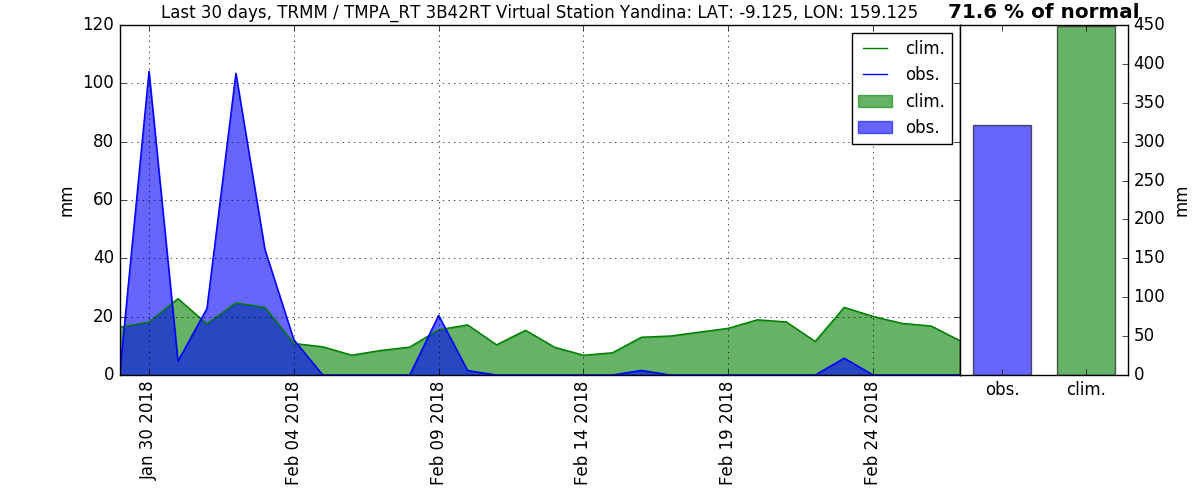 Last 30 days, TRMM / TMPA_RT 3B42RT Virtual Station Yandina: LAT: -9.125, LON: 159.125
71.6 % of normal
120
100
80
60
40
20
0
mm
clim.
obs.
clim.
obs.
Jan 30 2018
Feb 04 2018
Feb 09 2018
Feb 14 2018
Feb 19 2018
Feb 24 2018
450
400
350
300
250
200
150
100
50
0
mm
obs.
clim.